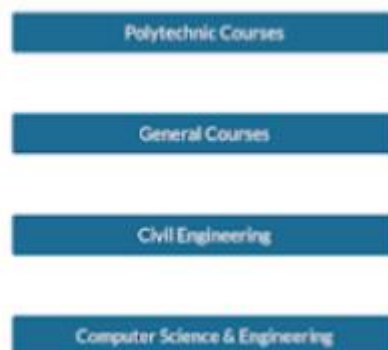 Polytechnic Courses
General Courses
Civil Engineering
Computer Science & Engineering